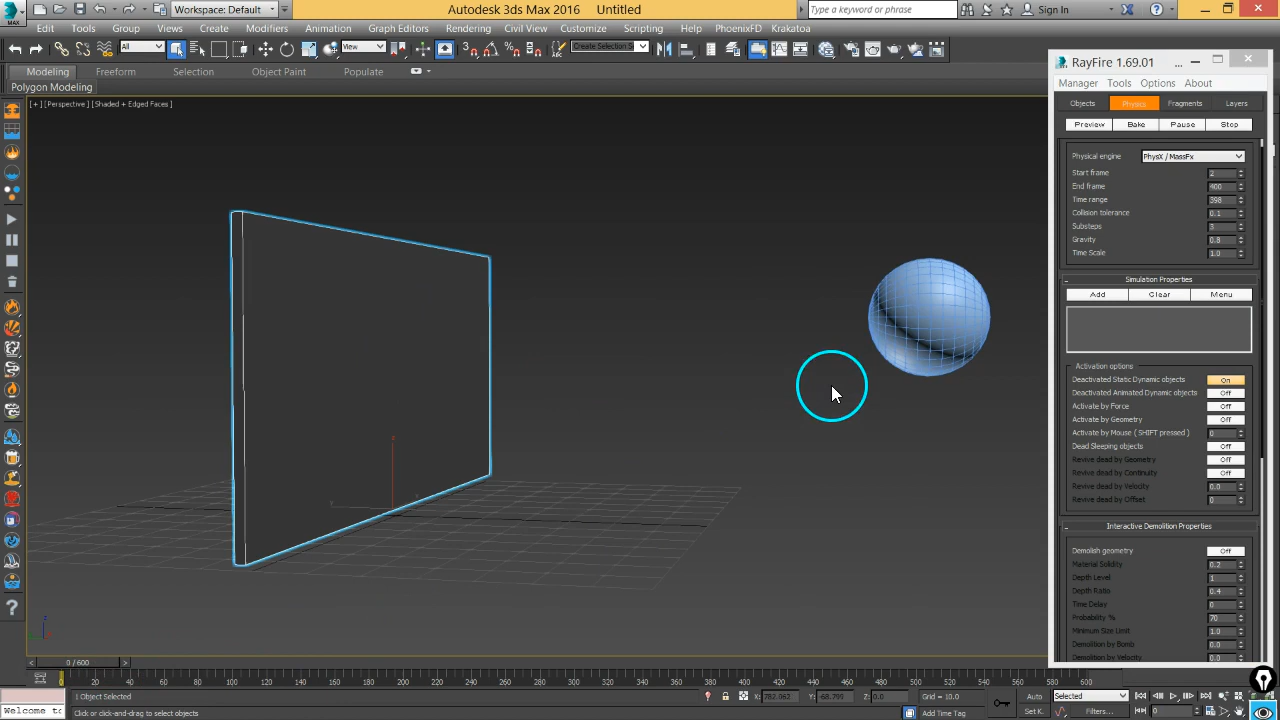 Workspace: Default
Autodesk 3ds Max 2016 Untitled
Type a keyword or phrase
Sign In
MAX
Edit Tools Group Views Create Modifiers Animation Graph Editors Rendering Civil View Customize Scripting Help PhoenixFD Krakatoa
All
View
Create Selection Se
Modeling Freeform Selection Object Paint Populate
Polygon Modeling
[+] [Perspective] [Shaded + Edged Faces]
RayFire 1.69.01 ...
Manager Tools Options About
Objects Physics Fragments Layers
Preview Bake Pause Stop
Physical engine PhysX / MassFx
Start frame 2
End frame 400
Time range 398
Collision tolerance 0.1
Substeps 3
Gravity 0.8
Time Scale 1.0
- Simulation Properties
Add Clear Menu
Activation options
Deactivated Static Dynamic objects On
Deactivated Animated Dynamic objects Off
Activate by Force Off
Activate by Geometry Off
Activate by Mouse ( SHIFT pressed ) 0
Dead Sleeping objects Off
Revive dead by Geometry Off
Revive dead by Continuity Off
Revive dead by Velocity 0.0
Revive dead by Offset 0
- Interactive Demolition Properties
Demolish geometry Off
Material Solidity 0.2
Depth Level 1
Depth Ratio 0.4
Time Delay 0
Probability % 70
Minimum Size Limit 1.0
Demolition by Bomb 0.0
Demolition by Velocity 0.0
z
z
< 0 / 600 >
0 20 40 60 80 100 120 140 160 180 200 220 240 260 280 300 320 340 360 380 400 420 440 460 480 500 520 540 560 580 600
1 Object Selected
X: 782.062 Y: -68.799 Z: 0.0 Grid = 10.0
Auto Selected
Welcome to
Click or click-and-drag to select objects
Add Time Tag
Set K. Filters... 0